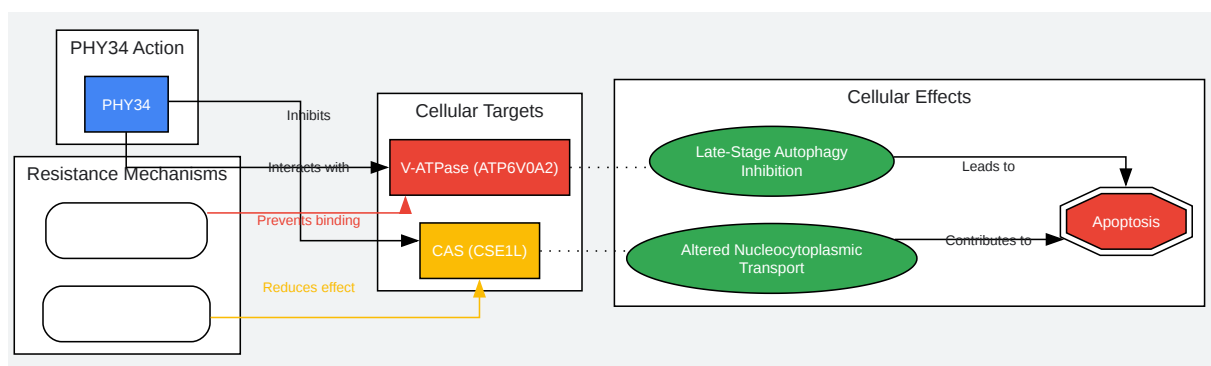 PHY34 Action
PHY34
Inhibits
Interacts with
Resistance Mechanisms
Prevents binding
Reduces effect
Cellular Targets
V-ATPase (ATP6V0A2)
CAS (CSE1L)
Cellular Effects
Late-Stage Autophagy
Inhibition
Altered Nucleocytoplasmic
Transport
Leads to
Contributes to
Apoptosis